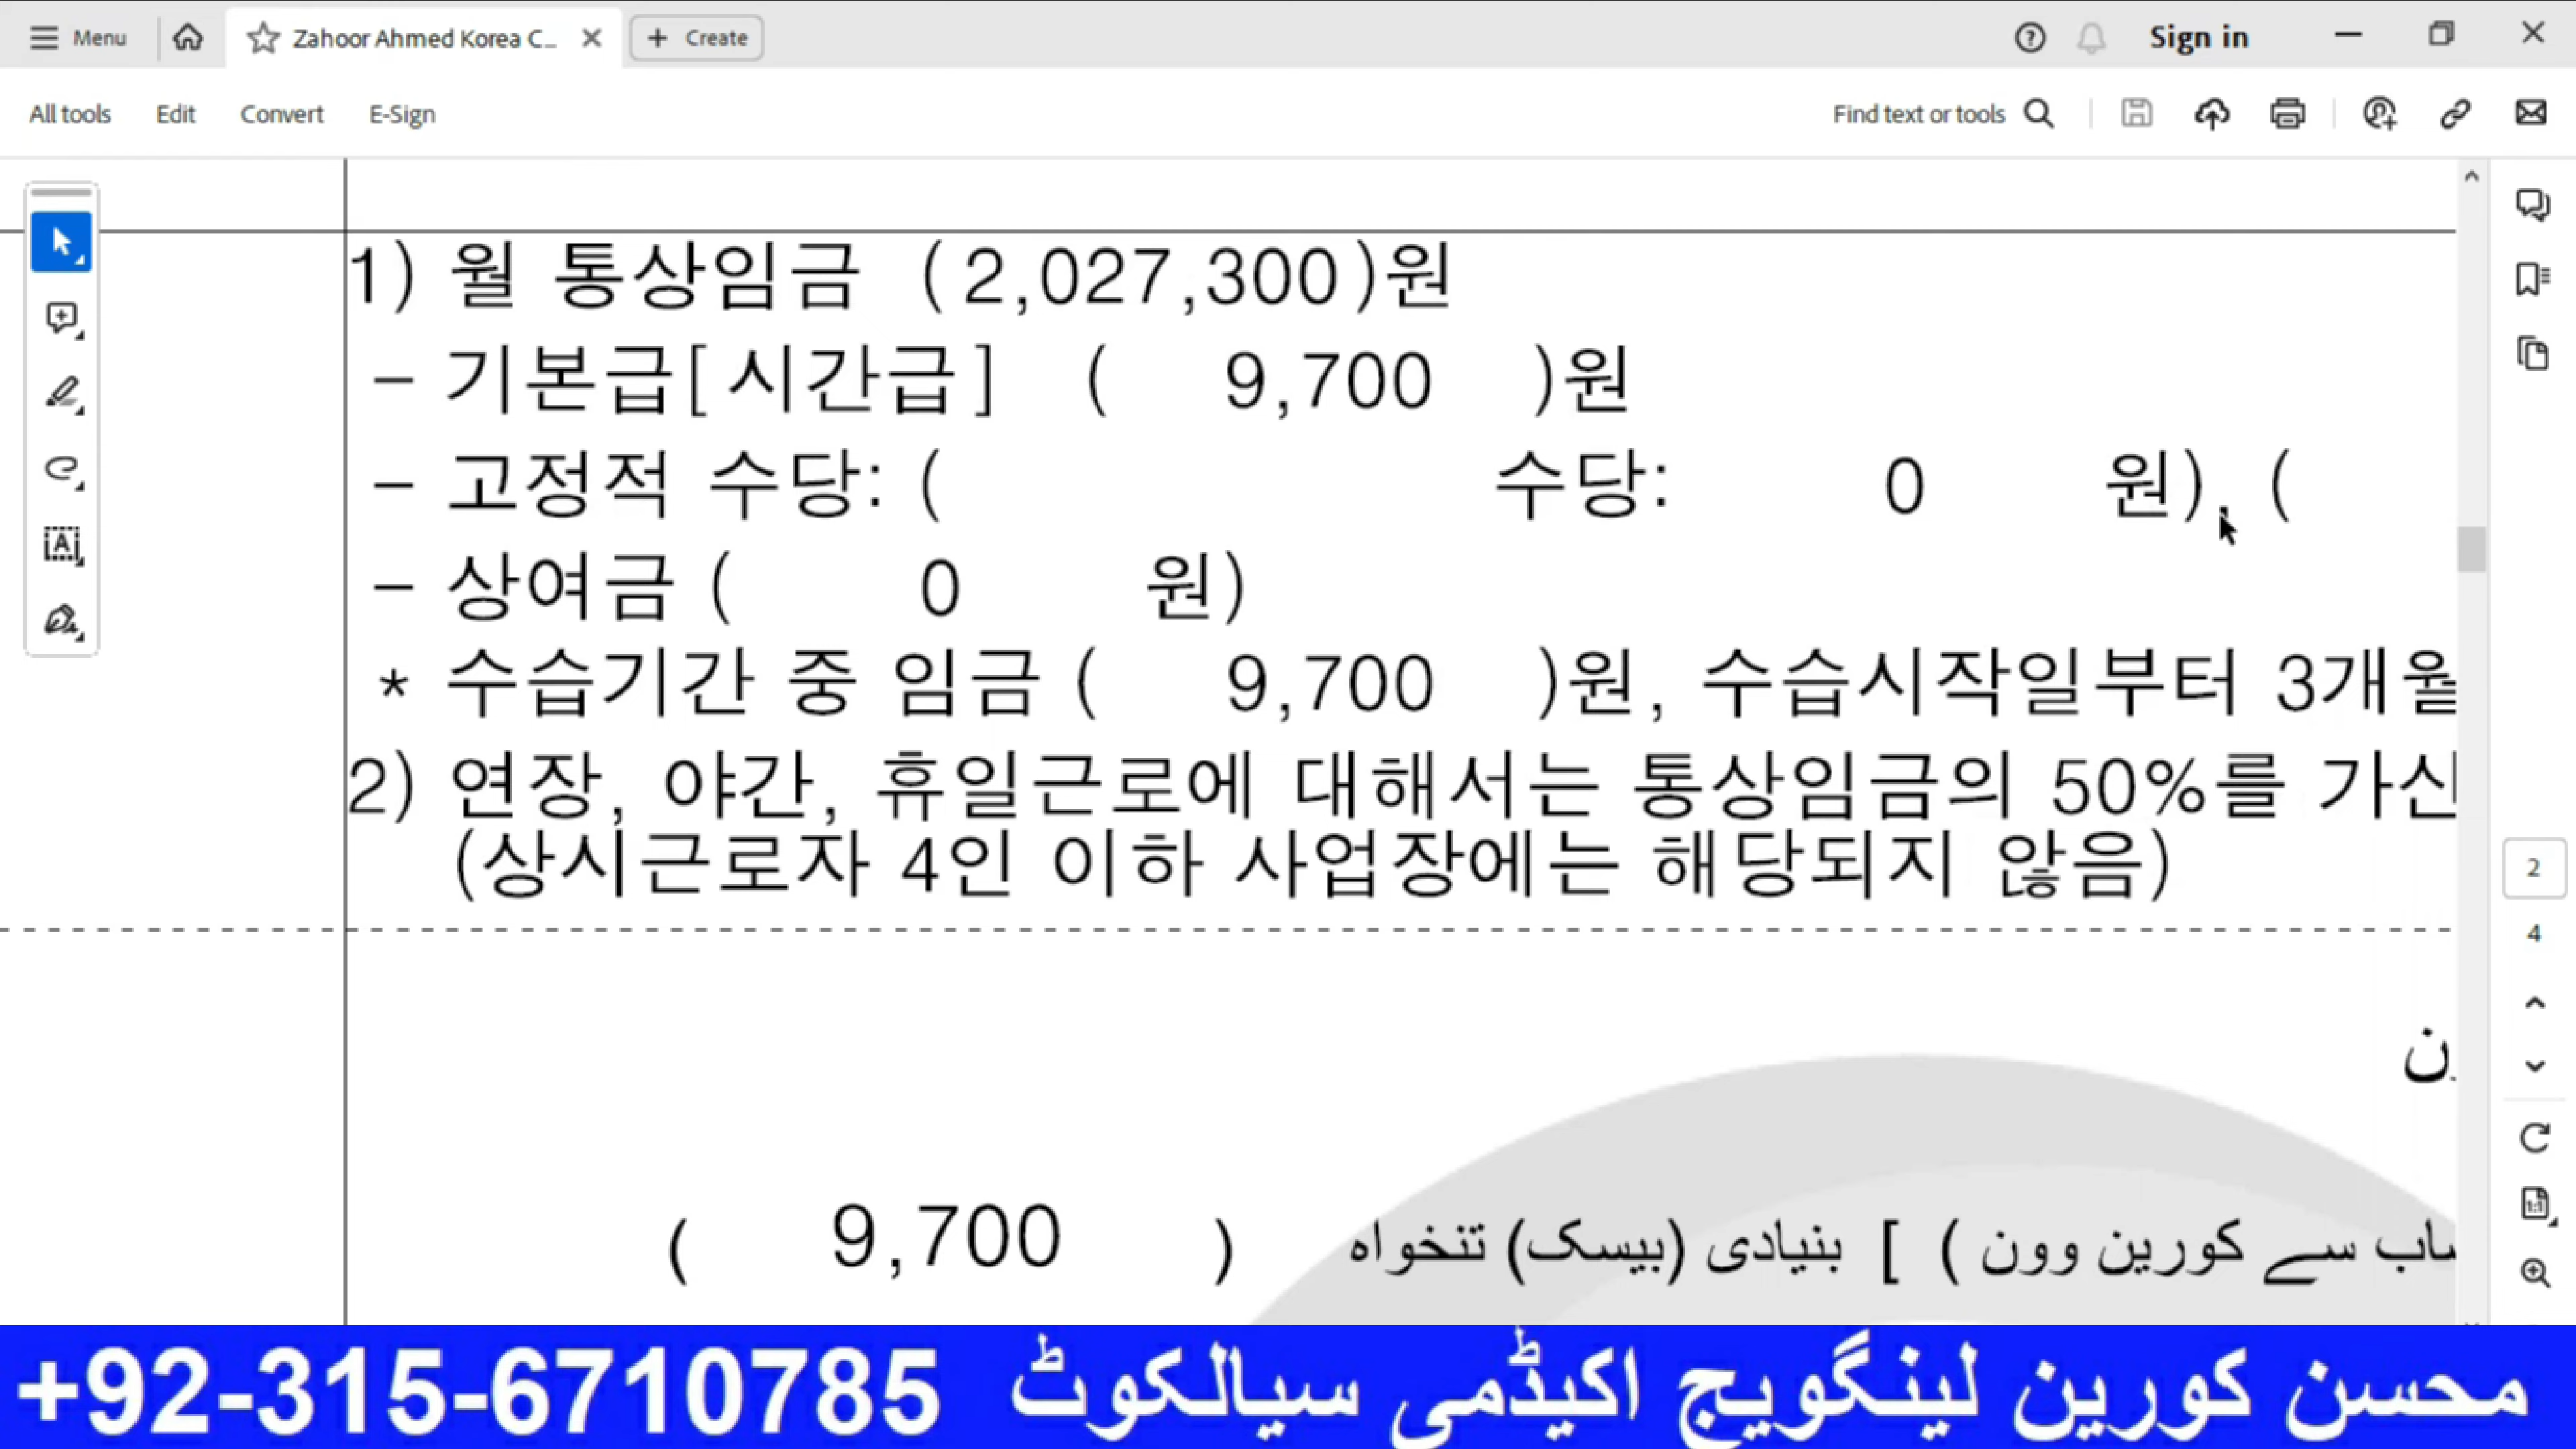 Menu Zahoor Ahmed Korea C... + Create Sign in
All tools Edit Convert E-Sign Find text or tools
1) 월 통상임금 (2,027,300)원
- 기본급[시간급] ( 9,700 )원
- 고정적 수당: ( 수당: 0 원), (
- 상여금 ( 0 원)
* 수습기간 중 임금 ( 9,700 )원, 수습시작일부터 3개월
2) 연장, 야간, 휴일근로에 대해서는 통상임금의 50%를
(상시근로자 4인 이하 사업장에는 해당되지 않음)
2
4
ساب سے کورین وون ) ] بنیادی (بیسک) تنخواہ ( 9,700 )
+92-315-6710785 محسن کورین لینگویج اکیڈمی سیالکوٹ